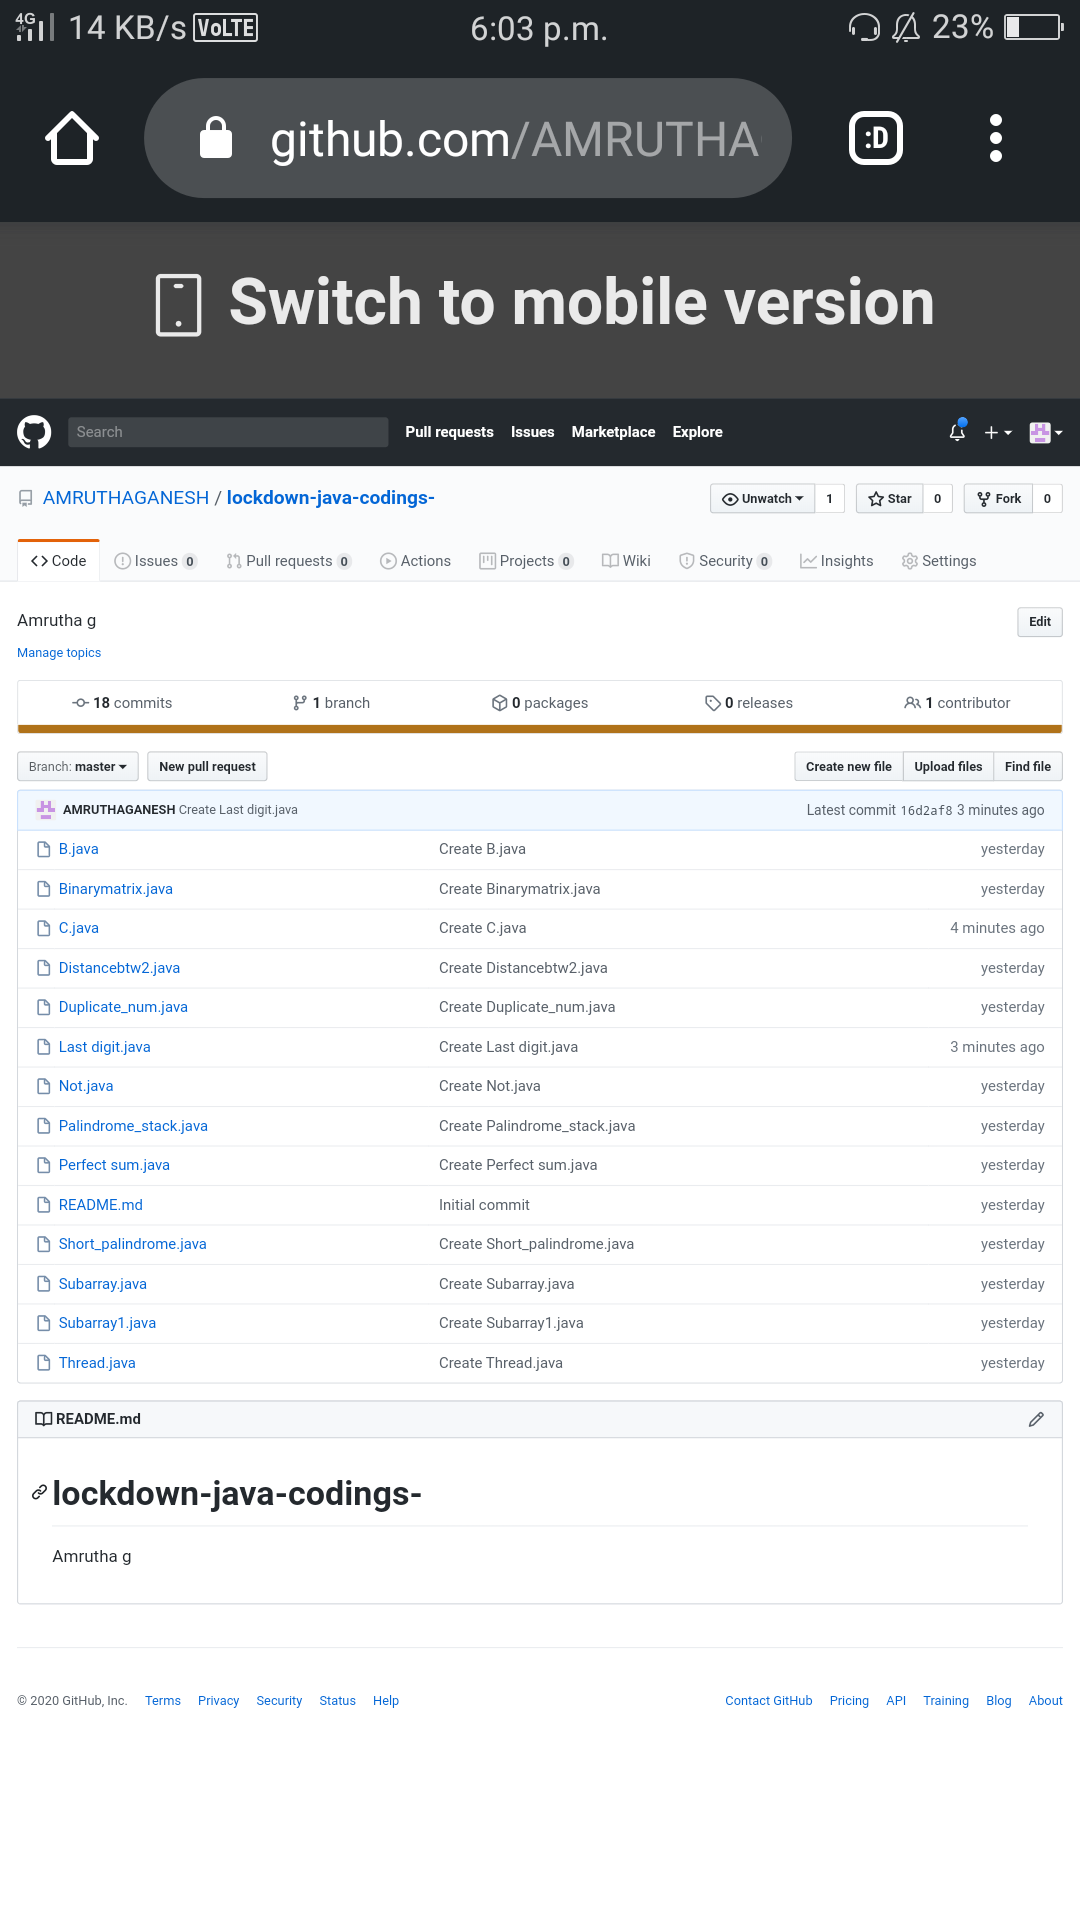 4G 14 KB/s VoLTE 6:03 p.m. 23%
github.com/AMRUTHA :D
Switch to mobile version
Search Pull requests Issues Marketplace Explore
AMRUTHAGANESH / lockdown-java-codings- Unwatch 1 Star 0 Fork 0
Code Issues 0 Pull requests 0 Actions Projects 0 Wiki Security 0 Insights Settings
Amrutha g Edit
Manage topics
18 commits 1 branch 0 packages 0 releases 1 contributor
Branch: master New pull request Create new file Upload files Find file
AMRUTHAGANESH Create Last digit.java Latest commit 16d2af8 3 minutes ago
B.java Create B.java yesterday
Binarymatrix.java Create Binarymatrix.java yesterday
C.java Create C.java 4 minutes ago
Distancebtw2.java Create Distancebtw2.java yesterday
Duplicate_num.java Create Duplicate_num.java yesterday
Last digit.java Create Last digit.java 3 minutes ago
Not.java Create Not.java yesterday
Palindrome_stack.java Create Palindrome_stack.java yesterday
Perfect sum.java Create Perfect sum.java yesterday
README.md Initial commit yesterday
Short_palindrome.java Create Short_palindrome.java yesterday
Subarray.java Create Subarray.java yesterday
Subarray1.java Create Subarray1.java yesterday
Thread.java Create Thread.java yesterday
README.md
lockdown-java-codings-
Amrutha g
© 2020 GitHub, Inc. Terms Privacy Security Status Help Contact GitHub Pricing API Training Blog About